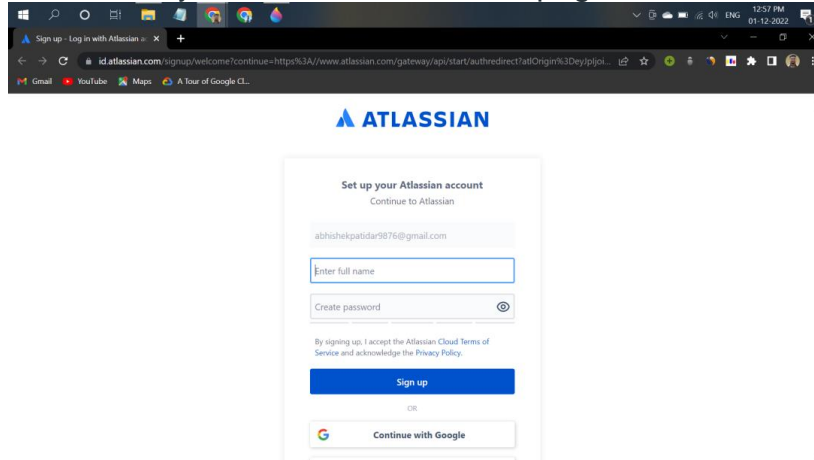 12:57 PM
ENG
01-12-2022
Sign up - Log in with Atlassian ac
id.atlassian.com/signup/welcome?continue=https%3A//www.atlassian.com/gateway/api/start/authredirect?atlOrigin%3DeyJpIjoi...
Gmail YouTube Maps A Tour of Google Cl...
ATLASSIAN
Set up your Atlassian account
Continue to Atlassian
abhishekpatidar9876@gmail.com
Enter full name
Create password
By signing up, I accept the Atlassian Cloud Terms of
Service and acknowledge the Privacy Policy.
Sign up
OR
Continue with Google